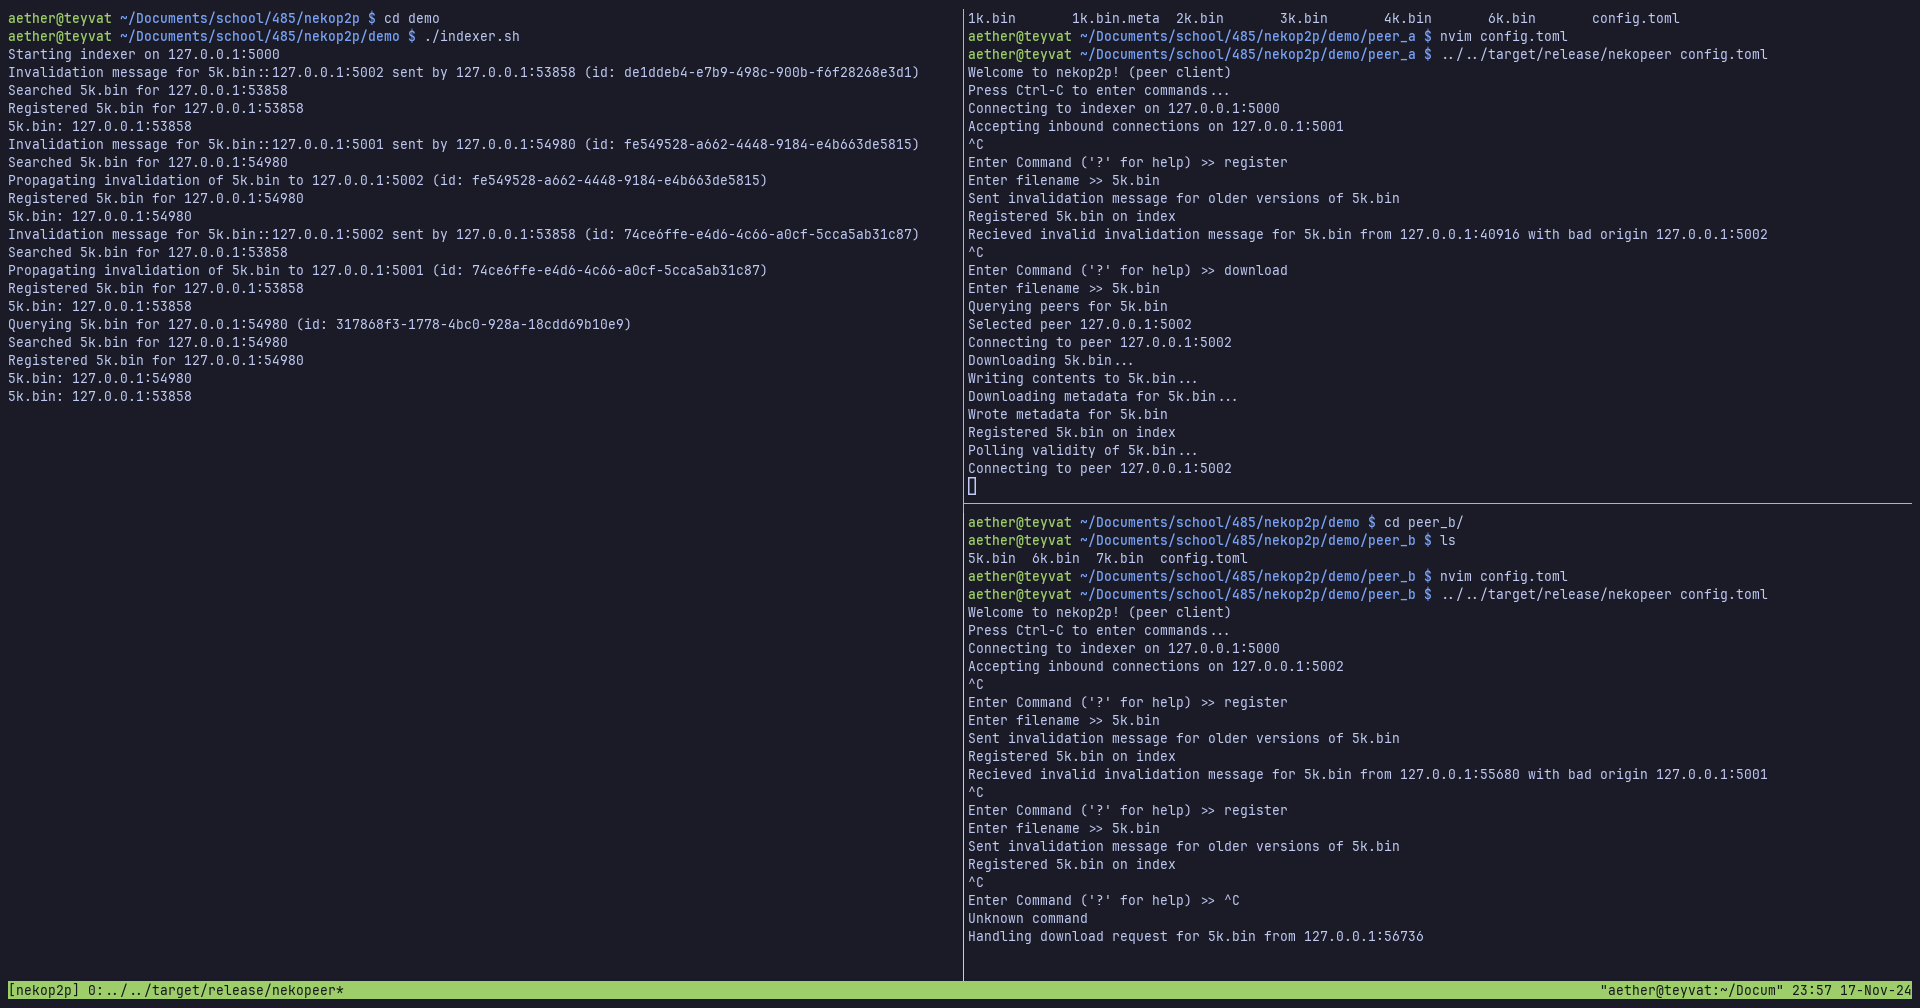 aether@teyvat ~/Documents/school/485/nekop2p $ cd demo
aether@teyvat ~/Documents/school/485/nekop2p/demo $ ./indexer.sh
Starting indexer on 127.0.0.1:5000
Invalidation message for 5k.bin::127.0.0.1:5002 sent by 127.0.0.1:53858 (id: de1ddeb4-e7b9-498c-900b-f6f28268e3d1)
Searched 5k.bin for 127.0.0.1:53858
Registered 5k.bin for 127.0.0.1:53858
5k.bin: 127.0.0.1:53858
Invalidation message for 5k.bin::127.0.0.1:5001 sent by 127.0.0.1:54980 (id: fe549528-a662-4448-9184-e4b663de5815)
Searched 5k.bin for 127.0.0.1:54980
Propagating invalidation of 5k.bin to 127.0.0.1:5002 (id: fe549528-a662-4448-9184-e4b663de5815)
Registered 5k.bin for 127.0.0.1:54980
5k.bin: 127.0.0.1:54980
Invalidation message for 5k.bin::127.0.0.1:5002 sent by 127.0.0.1:53858 (id: 74ce6ffe-e4d6-4c66-a0cf-5cca5ab31c87)
Searched 5k.bin for 127.0.0.1:53858
Propagating invalidation of 5k.bin to 127.0.0.1:5001 (id: 74ce6ffe-e4d6-4c66-a0cf-5cca5ab31c87)
Registered 5k.bin for 127.0.0.1:53858
5k.bin: 127.0.0.1:53858
Querying 5k.bin for 127.0.0.1:54980 (id: 317868f3-1778-4bc0-928a-18cdd69b10e9)
Searched 5k.bin for 127.0.0.1:54980
Registered 5k.bin for 127.0.0.1:54980
5k.bin: 127.0.0.1:54980
5k.bin: 127.0.0.1:53858
1k.bin       1k.bin.meta  2k.bin       3k.bin       4k.bin       6k.bin       config.toml
aether@teyvat ~/Documents/school/485/nekop2p/demo/peer_a $ nvim config.toml
aether@teyvat ~/Documents/school/485/nekop2p/demo/peer_a $ ../../target/release/nekopeer config.toml
Welcome to nekop2p! (peer client)
Press Ctrl-C to enter commands...
Connecting to indexer on 127.0.0.1:5000
Accepting inbound connections on 127.0.0.1:5001
^C
Enter Command ('?' for help) >> register
Enter filename >> 5k.bin
Sent invalidation message for older versions of 5k.bin
Registered 5k.bin on index
Recieved invalid invalidation message for 5k.bin from 127.0.0.1:40916 with bad origin 127.0.0.1:5002
^C
Enter Command ('?' for help) >> download
Enter filename >> 5k.bin
Querying peers for 5k.bin
Selected peer 127.0.0.1:5002
Connecting to peer 127.0.0.1:5002
Downloading 5k.bin...
Writing contents to 5k.bin...
Downloading metadata for 5k.bin...
Wrote metadata for 5k.bin
Registered 5k.bin on index
Polling validity of 5k.bin...
Connecting to peer 127.0.0.1:5002
aether@teyvat ~/Documents/school/485/nekop2p/demo $ cd peer_b/
aether@teyvat ~/Documents/school/485/nekop2p/demo/peer_b $ ls
5k.bin  6k.bin  7k.bin  config.toml
aether@teyvat ~/Documents/school/485/nekop2p/demo/peer_b $ nvim config.toml
aether@teyvat ~/Documents/school/485/nekop2p/demo/peer_b $ ../../target/release/nekopeer config.toml
Welcome to nekop2p! (peer client)
Press Ctrl-C to enter commands...
Connecting to indexer on 127.0.0.1:5000
Accepting inbound connections on 127.0.0.1:5002
^C
Enter Command ('?' for help) >> register
Enter filename >> 5k.bin
Sent invalidation message for older versions of 5k.bin
Registered 5k.bin on index
Recieved invalid invalidation message for 5k.bin from 127.0.0.1:55680 with bad origin 127.0.0.1:5001
^C
Enter Command ('?' for help) >> register
Enter filename >> 5k.bin
Sent invalidation message for older versions of 5k.bin
Registered 5k.bin on index
^C
Enter Command ('?' for help) >> ^C
Unknown command
Handling download request for 5k.bin from 127.0.0.1:56736
[nekop2p] 0:../../target/release/nekopeer*  "aether@teyvat:~/Docum" 23:57 17-Nov-24